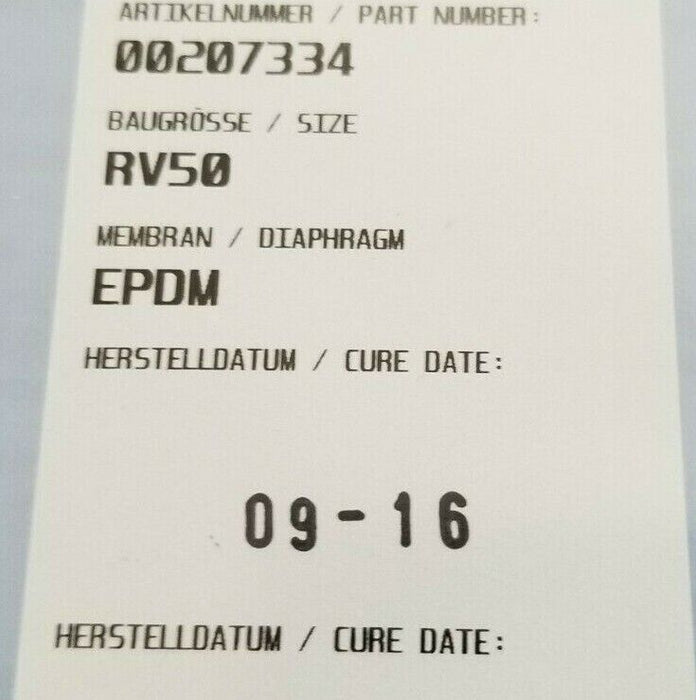 ARTIKELNUMMER / PART NUMBER:
00207334
BAUGRÖSSE / SIZE
RV50
MEMBRAN / DIAPHRAGM
EPDM
HERSTELLDATUM / CURE DATE:
09-16
HERSTELLDATUM / CURE DATE: